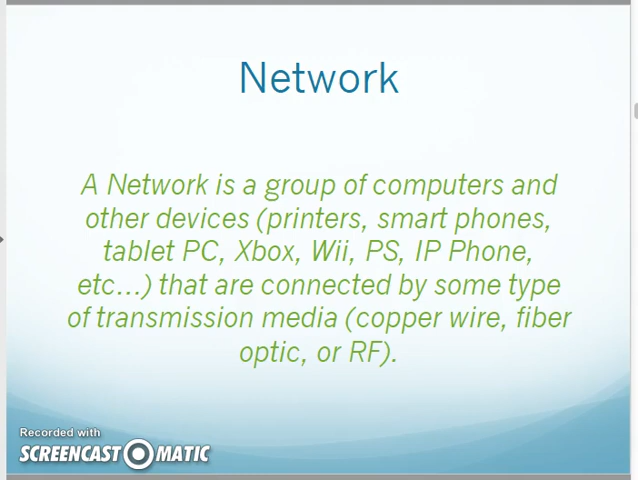 Network
A Network is a group of computers and
other devices (printers, smart phones,
tablet PC, Xbox, Wii, PS, IP Phone,
etc...) that are connected by some type
of transmission media (copper wire, fiber
optic, or RF).
Recorded with
SCREENCAST MATIC